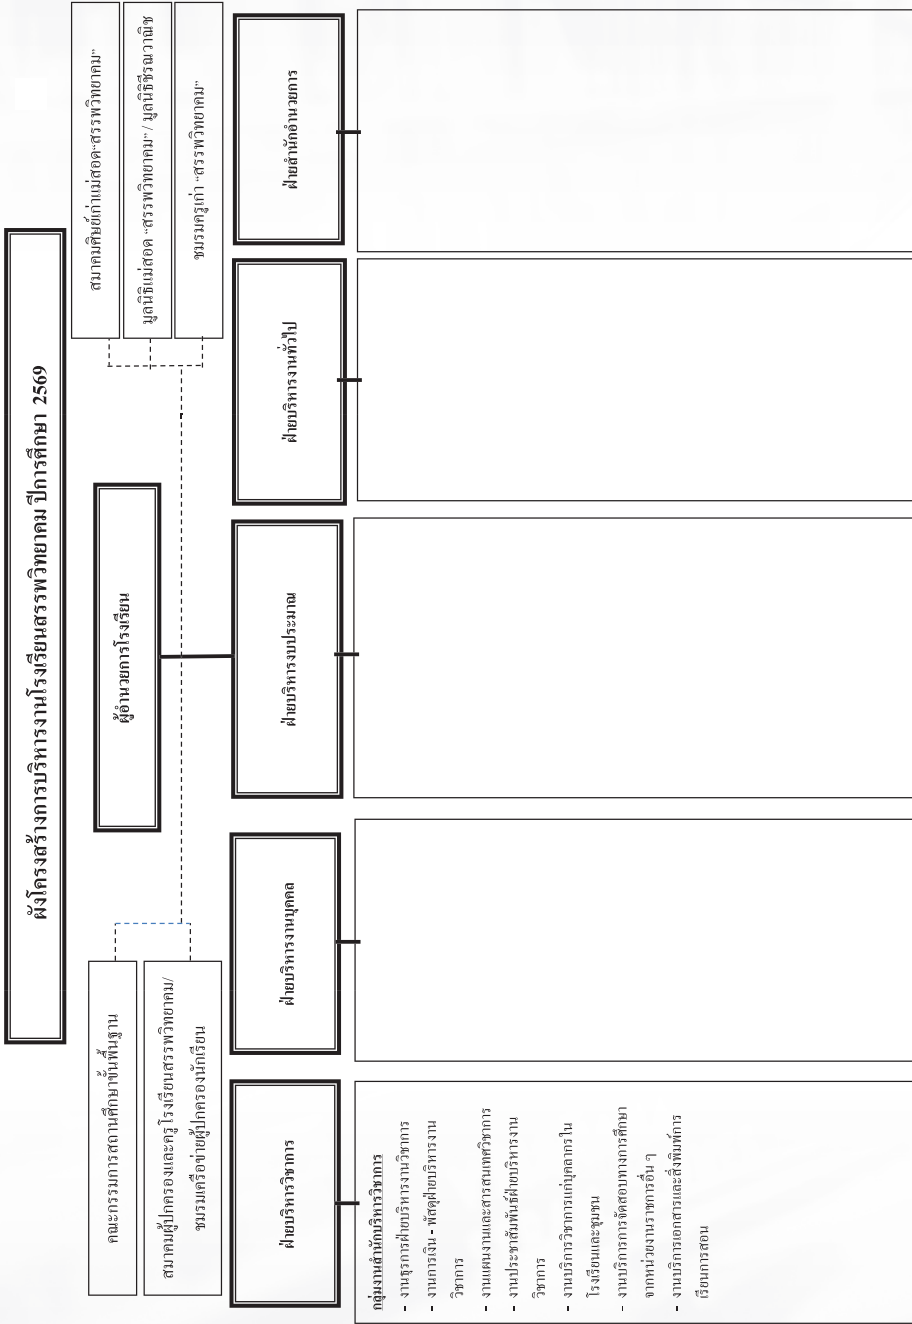 ผังโครงสร้างการบริหารงานโรงเรียนสรรพวิทยาคม ปีการศึกษา 2569
ผู้อำนวยการโรงเรียน
คณะกรรมการสถานศึกษาขั้นพื้นฐาน
สมาคมผู้ปกครองและครู โรงเรียนสรรพวิทยาคม/
ชมรมเครือข่ายผู้ปกครองนักเรียน
สมาคมศิษย์เก่าแม่สอด“สรรพวิทยาคม”
มูลนิธิแม่สอด “สรรพวิทยาคม” / มูลนิธิชีรณวาณิช
ชมรมครูเก่า “สรรพวิทยาคม”
ฝ่ายบริหารวิชาการ
ฝ่ายบริหารงานบุคคล
ฝ่ายบริหารงบประมาณ
ฝ่ายบริหารงานทั่วไป
ฝ่ายสำนักอำนวยการ
กลุ่มงานสำนักบริหารวิชาการ
- งานธุรการฝ่ายบริหารงานวิชาการ
- งานการเงิน - พัสดุฝ่ายบริหารงาน
วิชาการ
- งานแผนงานและสารสนเทศวิชาการ
- งานประชาสัมพันธ์ฝ่ายบริหารงาน
วิชาการ
- งานบริการวิชาการแก่บุคลากรใน
โรงเรียนและชุมชน
- งานบริการการจัดสอบทางการศึกษา
จากหน่วยงานราชการอื่น ๆ
- งานบริการเอกสารและสิ่งพิมพ์การ
เรียนการสอน